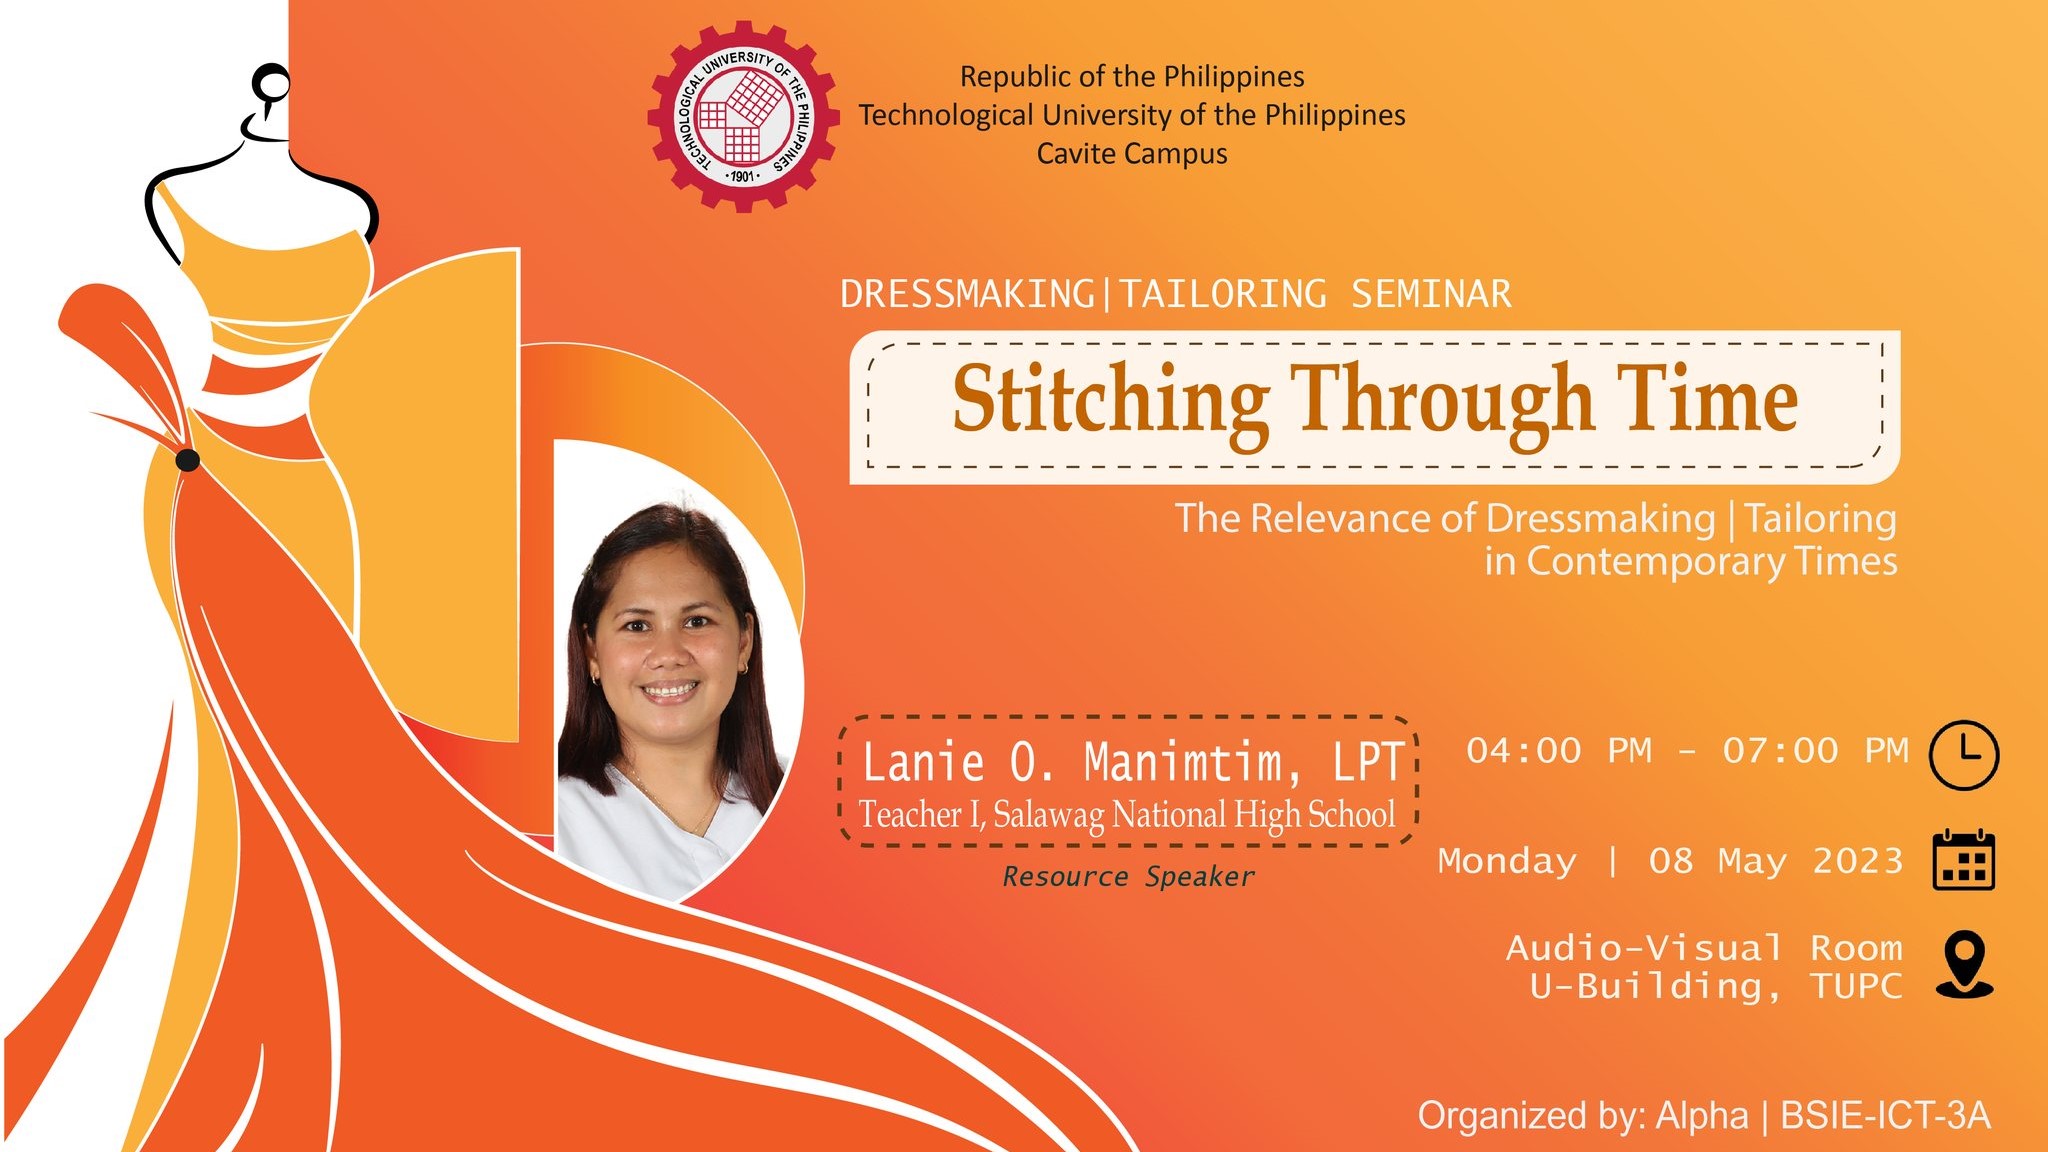 TECHNOLOGICAL UNIVERSITY OF THE PHILIPPINES
• 1901 •
Republic of the Philippines
Technological University of the Philippines
Cavite Campus
DRESSMAKING|TAILORING SEMINAR
Stitching Through Time
The Relevance of Dressmaking | Tailoring
in Contemporary Times
Lanie O. Manimtim, LPT
Teacher I, Salawag National High School
Resource Speaker
04:00 PM - 07:00 PM
Monday | 08 May 2023
Audio-Visual Room
U-Building, TUPC
Organized by: Alpha | BSIE-ICT-3A